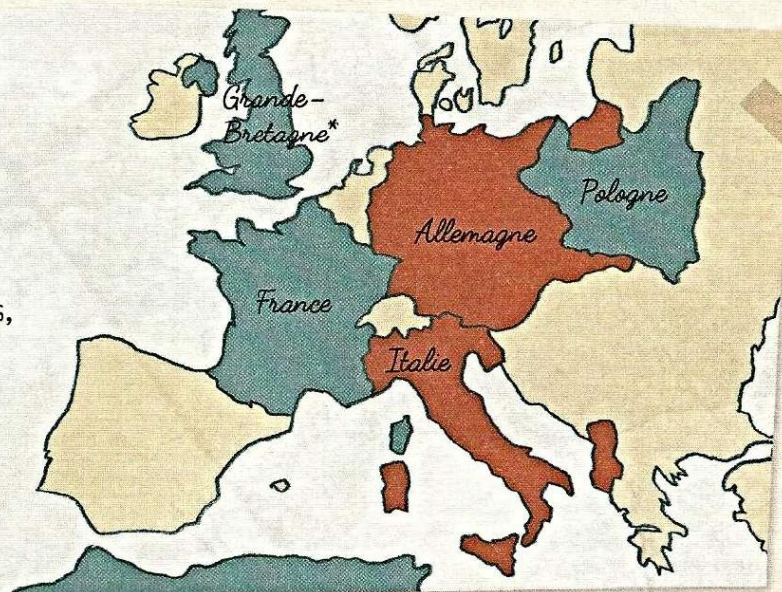 Grande-
Bretagne*
Pologne
Allemagne
s,
France
Italie